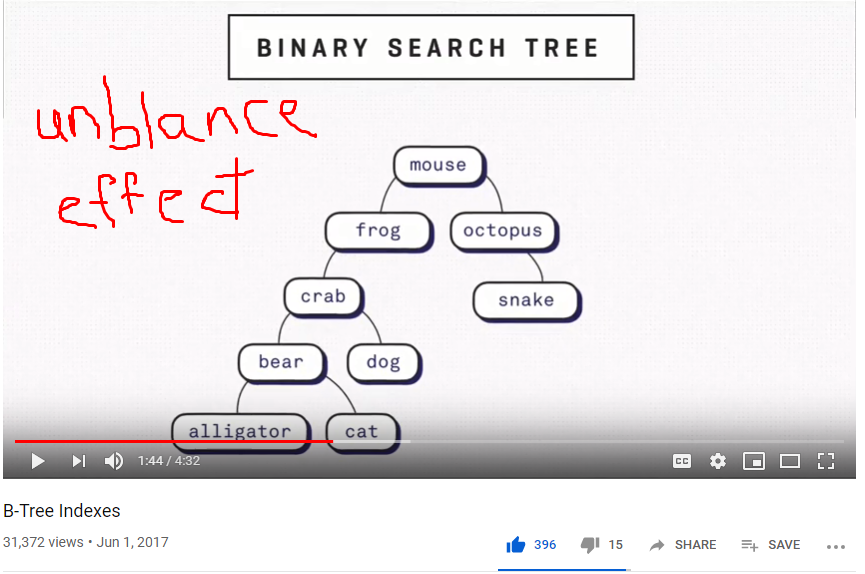 BINARY SEARCH TREE
unblance
effect
mouse
frog
octopus
crab
snake
bear
dog
alligator
cat
1:44 / 4:32
CC
B-Tree Indexes
31,372 views • Jun 1, 2017
396
15
SHARE
SAVE